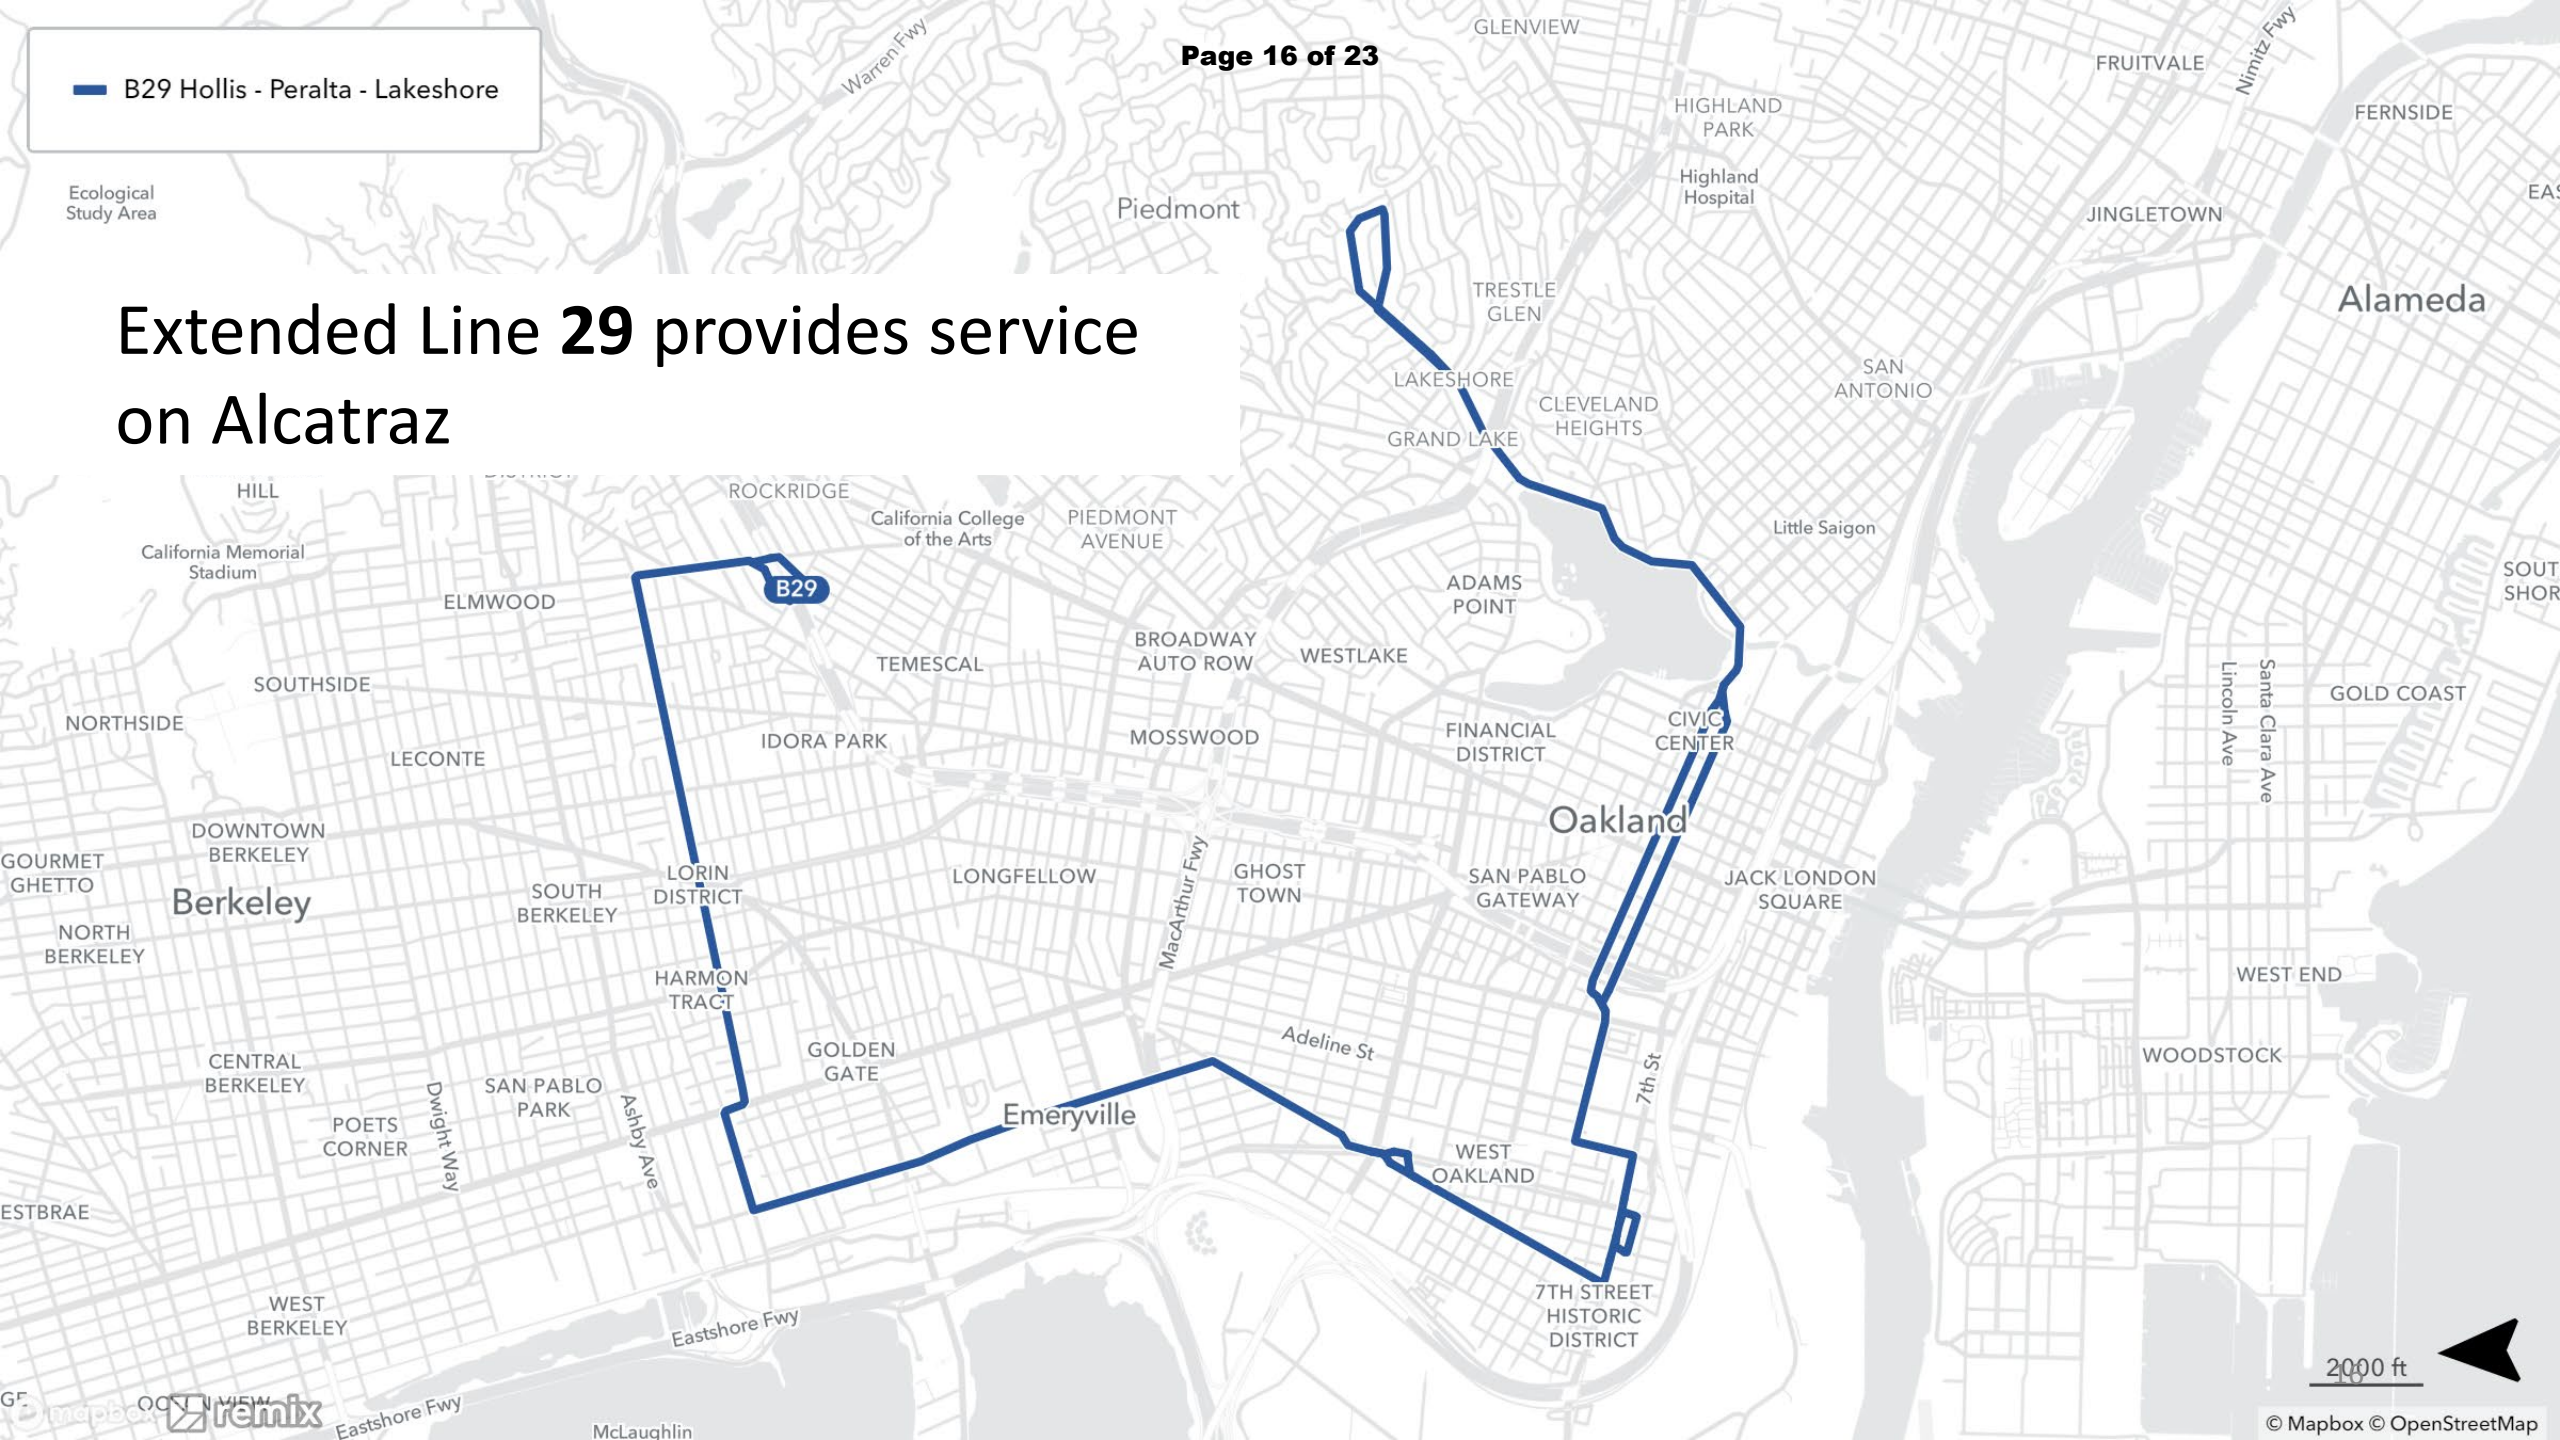 Page 16 of 23
B29 Hollis - Peralta - Lakeshore
Extended Line 29 provides service
on Alcatraz
GLENVIEW
Warren Fwy
FRUITVALE
Nimitz Fwy
FERNSIDE
HIGHLAND
PARK
Highland
Hospital
Ecological
Study Area
Piedmont
JINGLETOWN
TRESTLE
GLEN
Alameda
LAKESHORE
SAN
ANTONIO
CLEVELAND
HEIGHTS
GRAND LAKE
HILL
ROCKRIDGE
California College
of the Arts
PIEDMONT
AVENUE
Little Saigon
California Memorial
Stadium
B29
ADAMS
POINT
SOUT
SHOR
ELMWOOD
BROADWAY
AUTO ROW
WESTLAKE
TEMESCAL
SOUTHSIDE
Lincoln Ave
Santa Clara Ave
GOLD COAST
NORTHSIDE
LECONTE
IDORA PARK
MOSSWOOD
FINANCIAL
DISTRICT
CIVIC
CENTER
Oakland
DOWNTOWN
BERKELEY
GOURMET
GHETTO
Berkeley
SOUTH
BERKELEY
LORIN
DISTRICT
LONGFELLOW
MacArthur Fwy
GHOST
TOWN
SAN PABLO
GATEWAY
JACK LONDON
SQUARE
NORTH
BERKELEY
HARMON
TRACT
WEST END
Adeline St
GOLDEN
GATE
7th St
WOODSTOCK
CENTRAL
BERKELEY
SAN PABLO
PARK
Dwight Way
Ashby Ave
POETS
CORNER
Emeryville
WEST
OAKLAND
ESTBRAE
7TH STREET
HISTORIC
DISTRICT
WEST
BERKELEY
Eastshore Fwy
2000 ft
16
mapbox
remix
Eastshore Fwy
McLaughlin
© Mapbox © OpenStreetMap